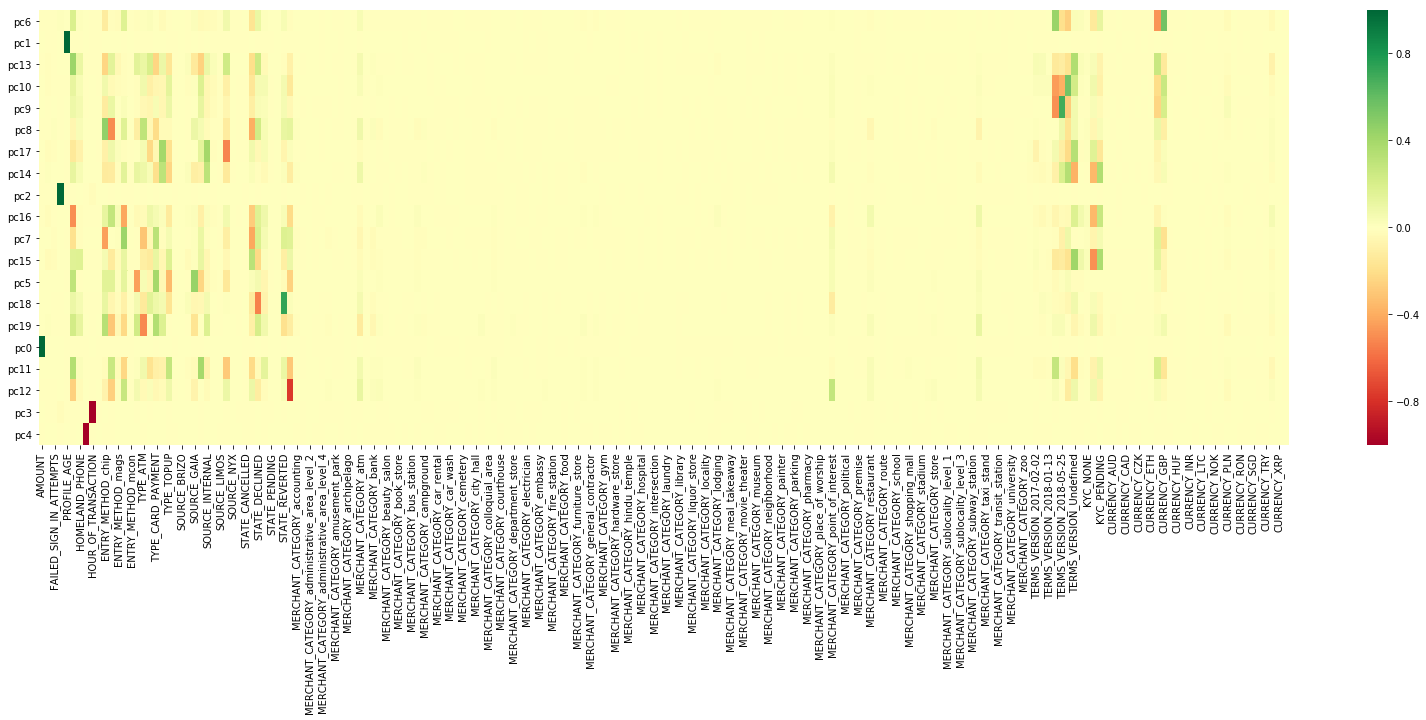 pc6
pc1
pc13
pc10
pc9
pc8
pc17
pc14
pc2
pc16
pc7
pc15
pc5
pc18
pc19
pc0
pc11
pc12
pc3
pc4
0.8
0.4
0.0
−0.4
−0.8
AMOUNT
FAILED_SIGN_IN_ATTEMPTS
PROFILE_AGE
HOMELAND_PHONE
HOUR_OF_TRANSACTION
ENTRY_METHOD_chip
ENTRY_METHOD_mags
ENTRY_METHOD_mcon
TYPE_ATM
TYPE_CARD_PAYMENT
TYPE_TOPUP
SOURCE_BRIZO
SOURCE_GAIA
SOURCE_INTERNAL
SOURCE_LIMOS
SOURCE_NYX
STATE_CANCELLED
STATE_DECLINED
STATE_PENDING
STATE_REVERTED
MERCHANT_CATEGORY_accounting
MERCHANT_CATEGORY_administrative_area_level_2
MERCHANT_CATEGORY_administrative_area_level_4
MERCHANT_CATEGORY_amusement_park
MERCHANT_CATEGORY_archipelago
MERCHANT_CATEGORY_atm
MERCHANT_CATEGORY_bank
MERCHANT_CATEGORY_beauty_salon
MERCHANT_CATEGORY_book_store
MERCHANT_CATEGORY_bus_station
MERCHANT_CATEGORY_campground
MERCHANT_CATEGORY_car_rental
MERCHANT_CATEGORY_car_wash
MERCHANT_CATEGORY_cemetery
MERCHANT_CATEGORY_city_hall
MERCHANT_CATEGORY_colloquial_area
MERCHANT_CATEGORY_courthouse
MERCHANT_CATEGORY_department_store
MERCHANT_CATEGORY_electrician
MERCHANT_CATEGORY_embassy
MERCHANT_CATEGORY_fire_station
MERCHANT_CATEGORY_food
MERCHANT_CATEGORY_furniture_store
MERCHANT_CATEGORY_general_contractor
MERCHANT_CATEGORY_gym
MERCHANT_CATEGORY_hardware_store
MERCHANT_CATEGORY_hindu_temple
MERCHANT_CATEGORY_hospital
MERCHANT_CATEGORY_intersection
MERCHANT_CATEGORY_laundry
MERCHANT_CATEGORY_library
MERCHANT_CATEGORY_liquor_store
MERCHANT_CATEGORY_locality
MERCHANT_CATEGORY_lodging
MERCHANT_CATEGORY_meal_takeaway
MERCHANT_CATEGORY_movie_theater
MERCHANT_CATEGORY_museum
MERCHANT_CATEGORY_neighborhood
MERCHANT_CATEGORY_painter
MERCHANT_CATEGORY_parking
MERCHANT_CATEGORY_pharmacy
MERCHANT_CATEGORY_place_of_worship
MERCHANT_CATEGORY_point_of_interest
MERCHANT_CATEGORY_political
MERCHANT_CATEGORY_premise
MERCHANT_CATEGORY_restaurant
MERCHANT_CATEGORY_route
MERCHANT_CATEGORY_school
MERCHANT_CATEGORY_shopping_mall
MERCHANT_CATEGORY_stadium
MERCHANT_CATEGORY_store
MERCHANT_CATEGORY_sublocality_level_1
MERCHANT_CATEGORY_sublocality_level_3
MERCHANT_CATEGORY_subway_station
MERCHANT_CATEGORY_taxi_stand
MERCHANT_CATEGORY_transit_station
MERCHANT_CATEGORY_university
MERCHANT_CATEGORY_zoo
TERMS_VERSION_2017-02-02
TERMS_VERSION_2018-01-13
TERMS_VERSION_2018-05-25
TERMS_VERSION_Undefined
KYC_NONE
KYC_PENDING
CURRENCY_AUD
CURRENCY_CAD
CURRENCY_CZK
CURRENCY_ETH
CURRENCY_GBP
CURRENCY_HUF
CURRENCY_INR
CURRENCY_LTC
CURRENCY_NOK
CURRENCY_PLN
CURRENCY_RON
CURRENCY_SGD
CURRENCY_TRY
CURRENCY_XRP